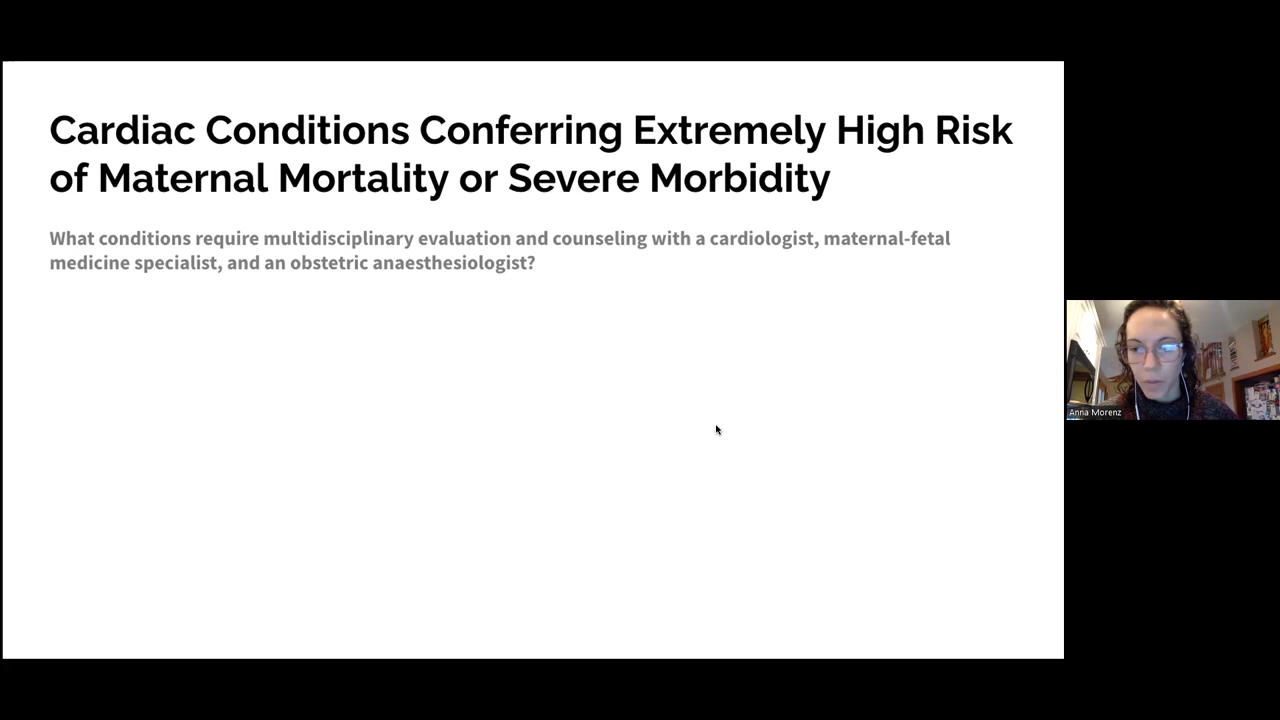 Cardiac Conditions Conferring Extremely High Risk
of Maternal Mortality or Severe Morbidity
What conditions require multidisciplinary evaluation and counseling with a cardiologist, maternal-fetal
medicine specialist, and an obstetric anaesthesiologist?
Anna Morenz